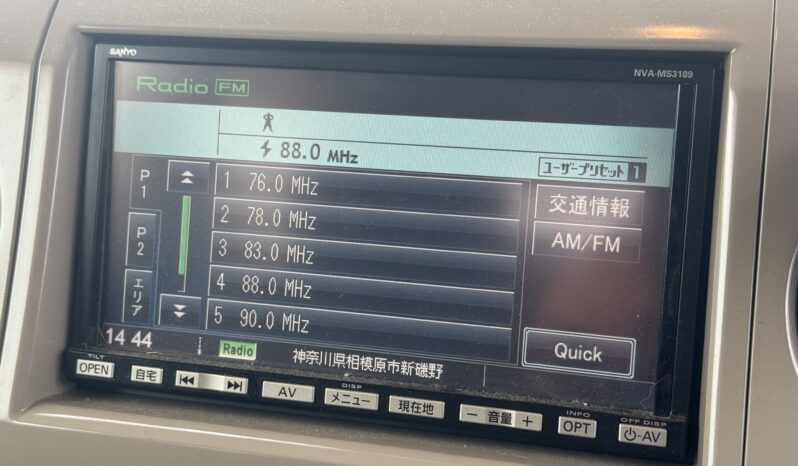 SANYO
NVA-MS3109
Radio FM
88.0 MHz
ユーザープリセット 1
P1
P2
エリア
1 76.0 MHz
2 78.0 MHz
3 83.0 MHz
4 88.0 MHz
5 90.0 MHz
交通情報
AM/FM
Quick
14 44
Radio
神奈川県相模原市新磯野
TILT
OPEN
自宅
AV
DISP
メニュー
現在地
− 音量 +
INFO
OPT
OFF DISP
⏻-AV